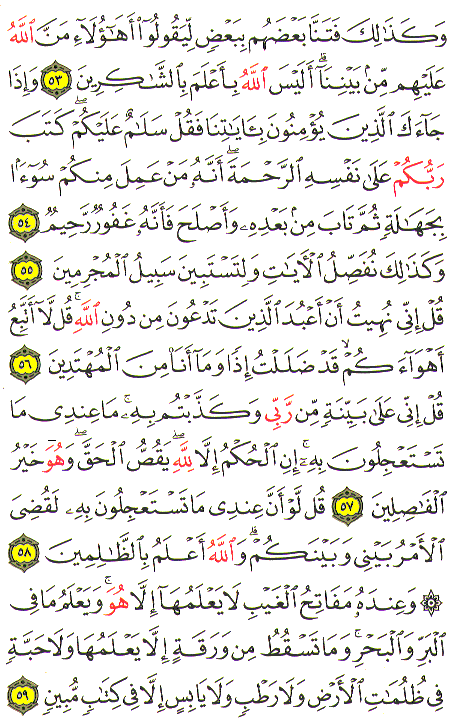 وَكَذَٰلِكَ فَتَنَّا بَعْضَهُم بِبَعْضٍ لِّيَقُولُوٓا۟ أَهَٰٓؤُلَآءِ مَنَّ ٱللَّهُ
عَلَيْهِم مِّنۢ بَيْنِنَآ ۗ أَلَيْسَ ٱللَّهُ بِأَعْلَمَ بِٱلشَّٰكِرِينَ ٥٣ وَإِذَا
جَآءَكَ ٱلَّذِينَ يُؤْمِنُونَ بِـَٔايَٰتِنَا فَقُلْ سَلَٰمٌ عَلَيْكُمْ ۖ كَتَبَ
رَبُّكُمْ عَلَىٰ نَفْسِهِ ٱلرَّحْمَةَ ۖ أَنَّهُۥ مَنْ عَمِلَ مِنكُمْ سُوٓءًۢا
بِجَهَٰلَةٍ ثُمَّ تَابَ مِنۢ بَعْدِهِۦ وَأَصْلَحَ فَأَنَّهُۥ غَفُورٌ رَّحِيمٌ ٥٤
وَكَذَٰلِكَ نُفَصِّلُ ٱلْـَٔايَٰتِ وَلِتَسْتَبِينَ سَبِيلُ ٱلْمُجْرِمِينَ ٥٥
قُلْ إِنِّى نُهِيتُ أَنْ أَعْبُدَ ٱلَّذِينَ تَدْعُونَ مِن دُونِ ٱللَّهِ ۚ قُل لَّآ أَتَّبِعُ
أَهْوَآءَكُمْ ۙ قَدْ ضَلَلْتُ إِذًا وَمَآ أَنَا۠ مِنَ ٱلْمُهْتَدِينَ ٥٦
قُلْ إِنِّى عَلَىٰ بَيِّنَةٍ مِّن رَّبِّى وَكَذَّبْتُم بِهِۦ ۚ مَا عِندِى مَا
تَسْتَعْجِلُونَ بِهِۦٓ ۚ إِنِ ٱلْحُكْمُ إِلَّا لِلَّهِ ۖ يَقُصُّ ٱلْحَقَّ ۖ وَهُوَ خَيْرُ
ٱلْفَٰصِلِينَ ٥٧ قُل لَّوْ أَنَّ عِندِى مَا تَسْتَعْجِلُونَ بِهِۦ لَقُضِىَ
ٱلْأَمْرُ بَيْنِى وَبَيْنَكُمْ ۗ وَٱللَّهُ أَعْلَمُ بِٱلظَّٰلِمِينَ ٥٨
۞ وَعِندَهُۥ مَفَاتِحُ ٱلْغَيْبِ لَا يَعْلَمُهَآ إِلَّا هُوَ ۚ وَيَعْلَمُ مَا فِى
ٱلْبَرِّ وَٱلْبَحْرِ ۚ وَمَا تَسْقُطُ مِن وَرَقَةٍ إِلَّا يَعْلَمُهَا وَلَا حَبَّةٍ
فِى ظُلُمَٰتِ ٱلْأَرْضِ وَلَا رَطْبٍ وَلَا يَابِسٍ إِلَّا فِى كِتَٰبٍ مُّبِينٍ ٥٩